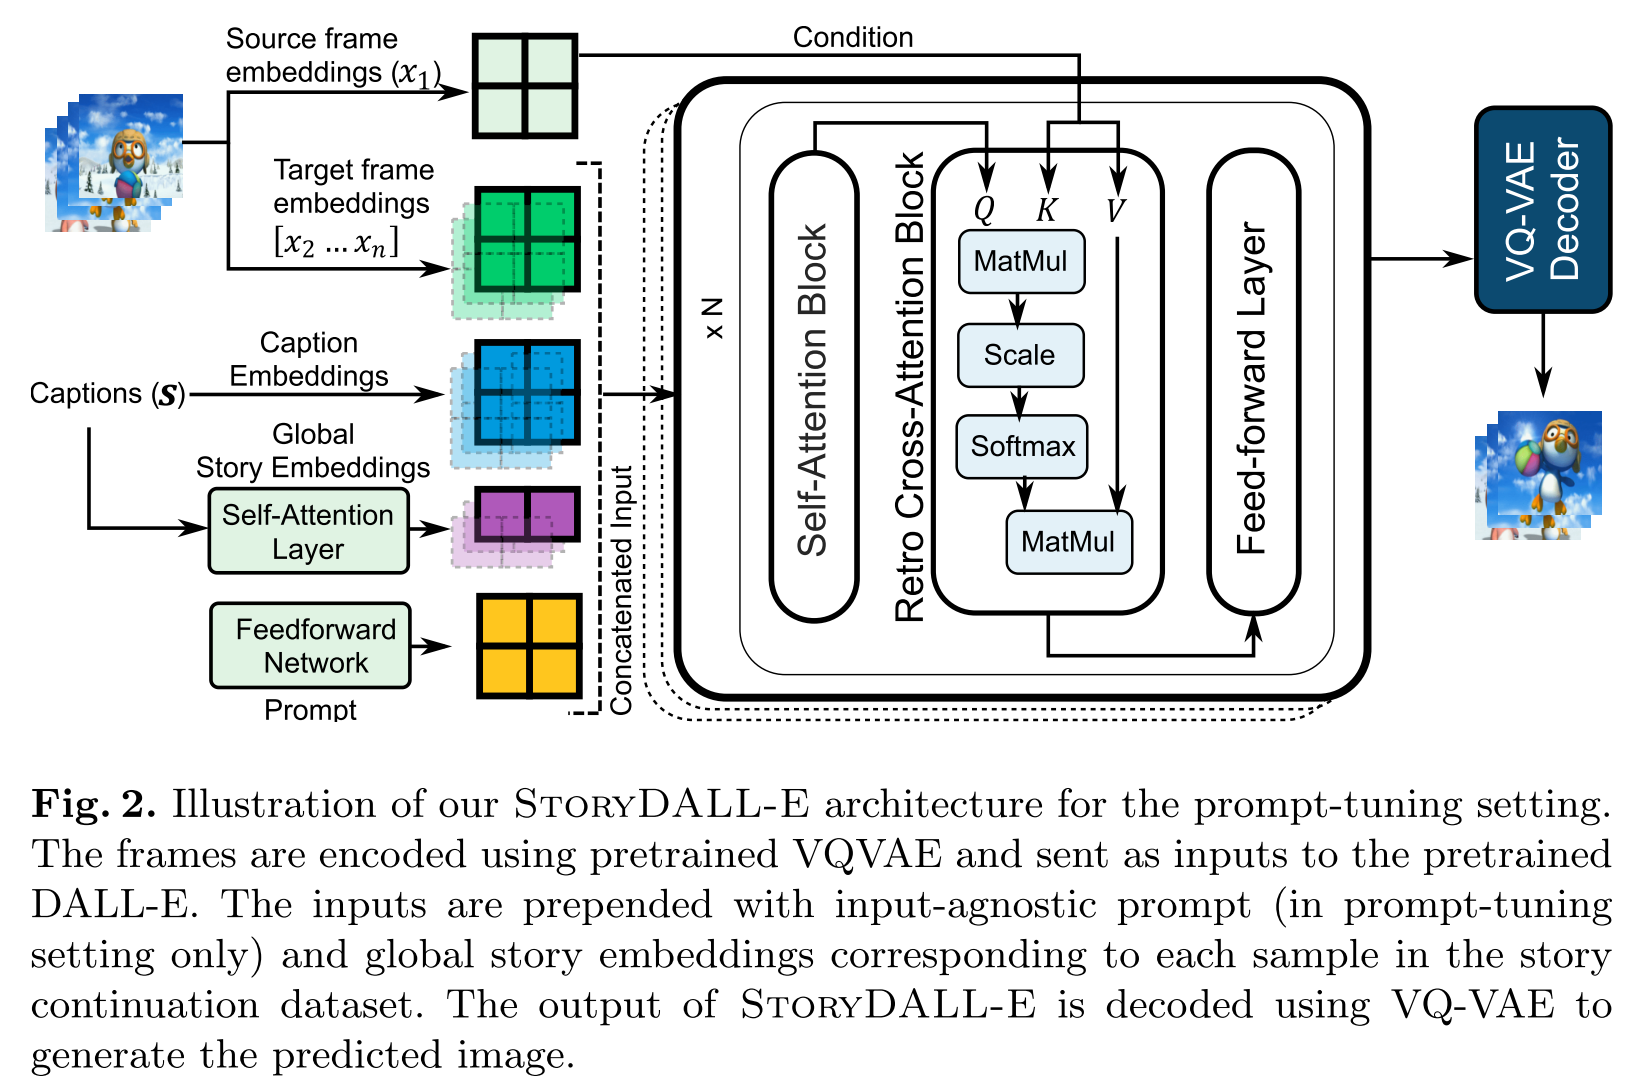 Source frame
embeddings (x1)
Condition
Target frame
embeddings
[x2 … xn]
Caption
Embeddings
Captions (s)
Global
Story Embeddings
Self-Attention
Layer
Feedforward
Network
Prompt
Concatenated Input
x N
Self-Attention Block
Retro Cross-Attention Block
Q K V
MatMul
Scale
Softmax
MatMul
Feed-forward Layer
VQ-VAE
Decoder
Fig. 2. Illustration of our STORYDALL-E architecture for the prompt-tuning setting.
The frames are encoded using pretrained VQVAE and sent as inputs to the pretrained
DALL-E. The inputs are prepended with input-agnostic prompt (in prompt-tuning
setting only) and global story embeddings corresponding to each sample in the story
continuation dataset. The output of STORYDALL-E is decoded using VQ-VAE to
generate the predicted image.